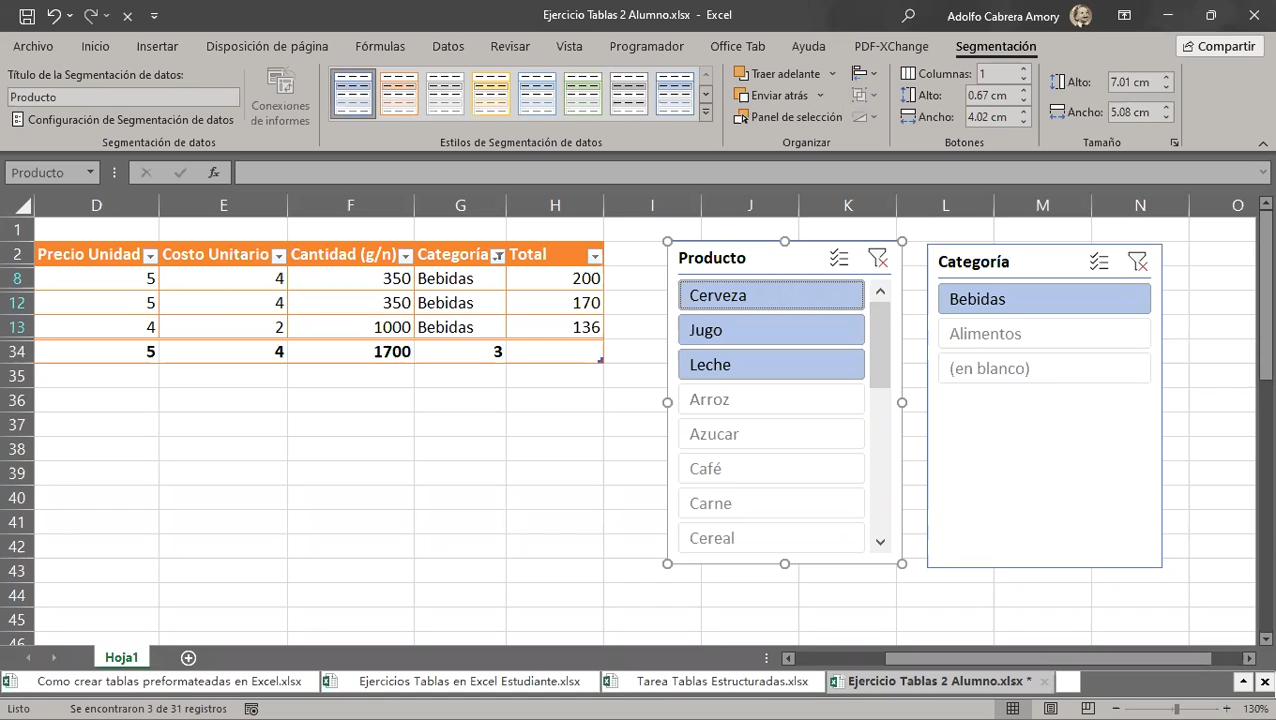 Ejercicio Tablas 2 Alumno.xlsx - Excel
Adolfo Cabrera Amory
Archivo Inicio Insertar Disposición de página Fórmulas Datos Revisar Vista Programador Office Tab Ayuda PDF-XChange Segmentación Compartir
Título de la Segmentación de datos:
Producto
Configuración de Segmentación de datos
Conexiones de informes
Segmentación de datos
Estilos de Segmentación de datos
Traer adelante
Enviar atrás
Panel de selección
Organizar
Columnas: 1
Alto: 0.67 cm
Ancho: 4.02 cm
Botones
Alto: 7.01 cm
Ancho: 5.08 cm
Tamaño
Producto fx
D E F G H I J K L M N O
1
2 Precio Unidad Costo Unitario Cantidad (g/n) Categoría Total
8 5 4 350 Bebidas 200
12 5 4 350 Bebidas 170
13 4 2 1000 Bebidas 136
34 5 4 1700 3
35
36
37
38
39
40
41
42
43
44
45
46
Producto
Cerveza
Jugo
Leche
Arroz
Azucar
Café
Carne
Cereal
Categoría
Bebidas
Alimentos
(en blanco)
Hoja1
Como crear tablas preformateadas en Excel.xlsx Ejercicios Tablas en Excel Estudiante.xlsx Tarea Tablas Estructuradas.xlsx Ejercicio Tablas 2 Alumno.xlsx *
Listo Se encontraron 3 de 31 registros 130%